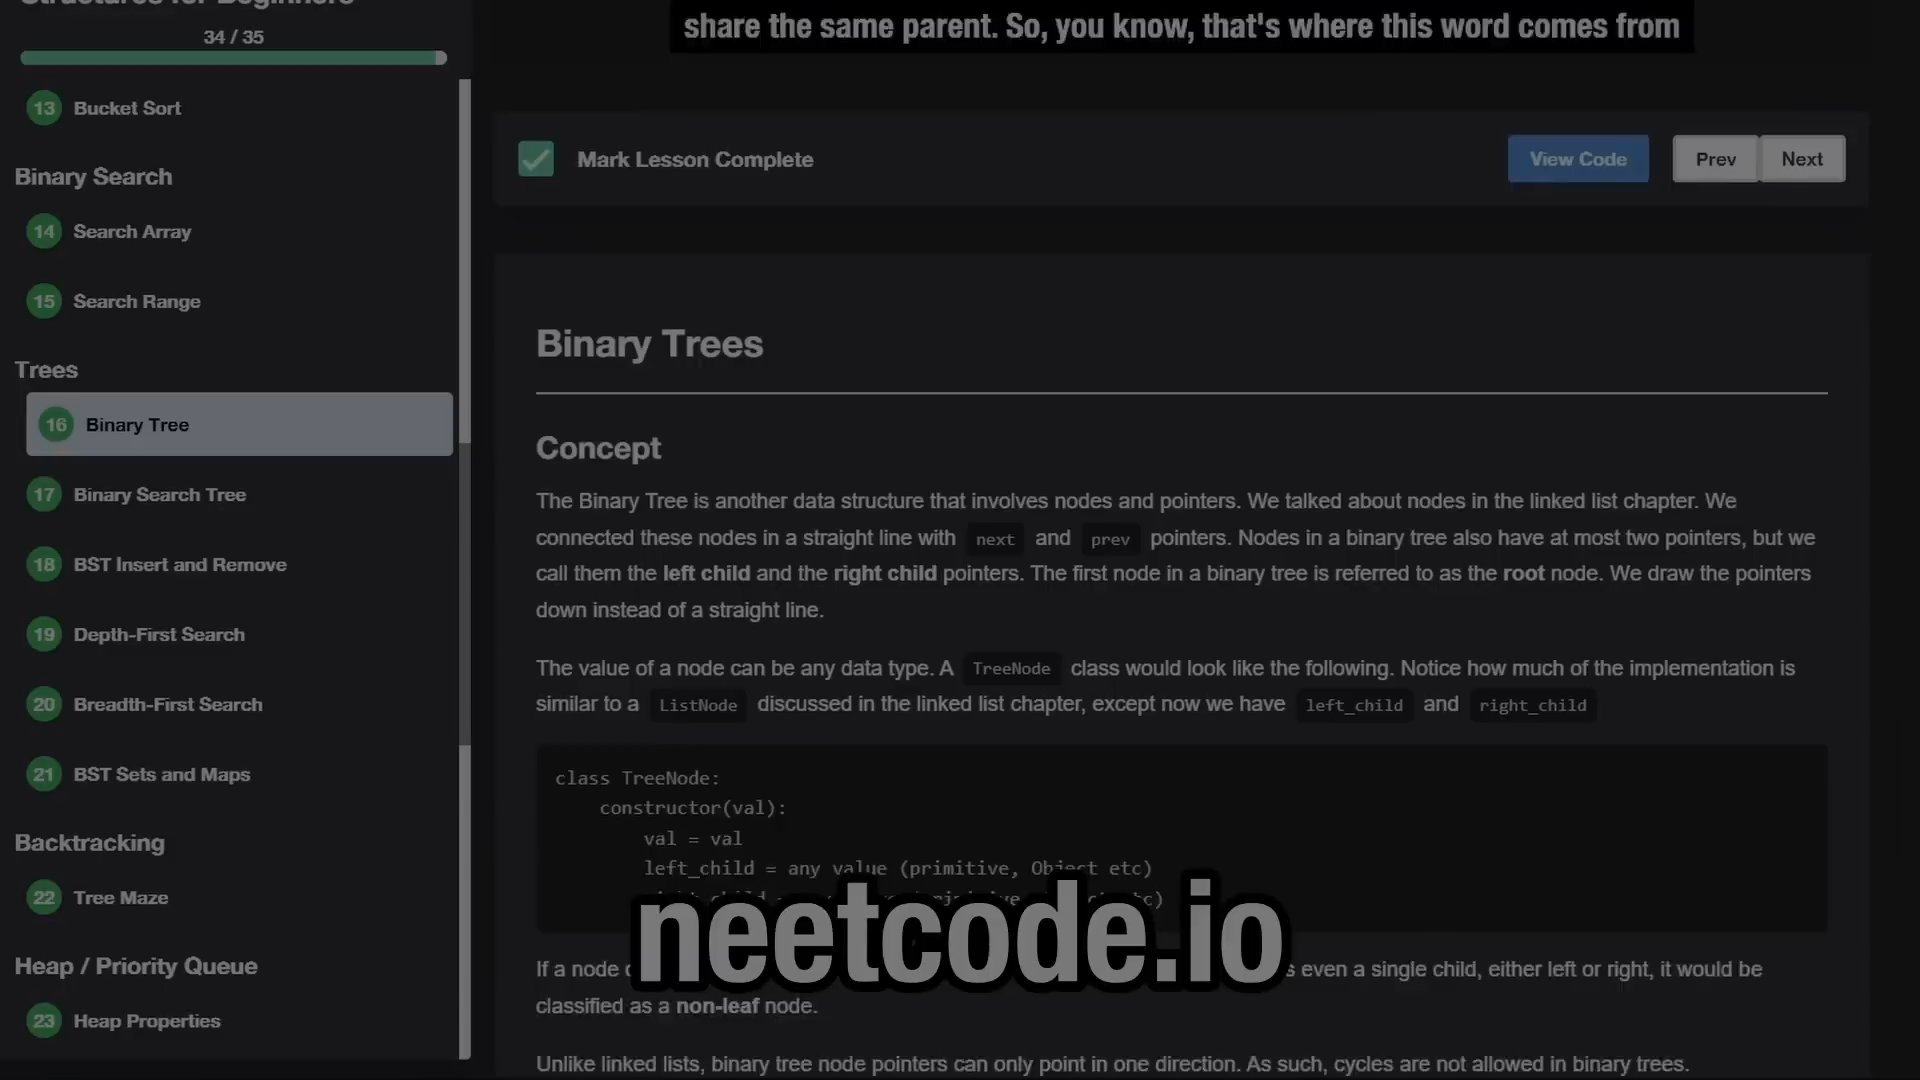 Structures for Beginners
34 / 35
13 Bucket Sort
Binary Search
14 Search Array
15 Search Range
Trees
16 Binary Tree
17 Binary Search Tree
18 BST Insert and Remove
19 Depth-First Search
20 Breadth-First Search
21 BST Sets and Maps
Backtracking
22 Tree Maze
Heap / Priority Queue
23 Heap Properties
share the same parent. So, you know, that's where this word comes from
Mark Lesson Complete
View Code
Prev
Next
Binary Trees
Concept
The Binary Tree is another data structure that involves nodes and pointers. We talked about nodes in the linked list chapter. We
connected these nodes in a straight line with next and prev pointers. Nodes in a binary tree also have at most two pointers, but we
call them the left child and the right child pointers. The first node in a binary tree is referred to as the root node. We draw the pointers
down instead of a straight line.
The value of a node can be any data type. A TreeNode class would look like the following. Notice how much of the implementation is
similar to a ListNode discussed in the linked list chapter, except now we have left_child and right_child
class TreeNode:
constructor(val):
val = val
left_child = any value (primitive, Object etc)
neetcode.io
If a node
even a single child, either left or right, it would be
classified as a non-leaf node.
Unlike linked lists, binary tree node pointers can only point in one direction. As such, cycles are not allowed in binary trees.